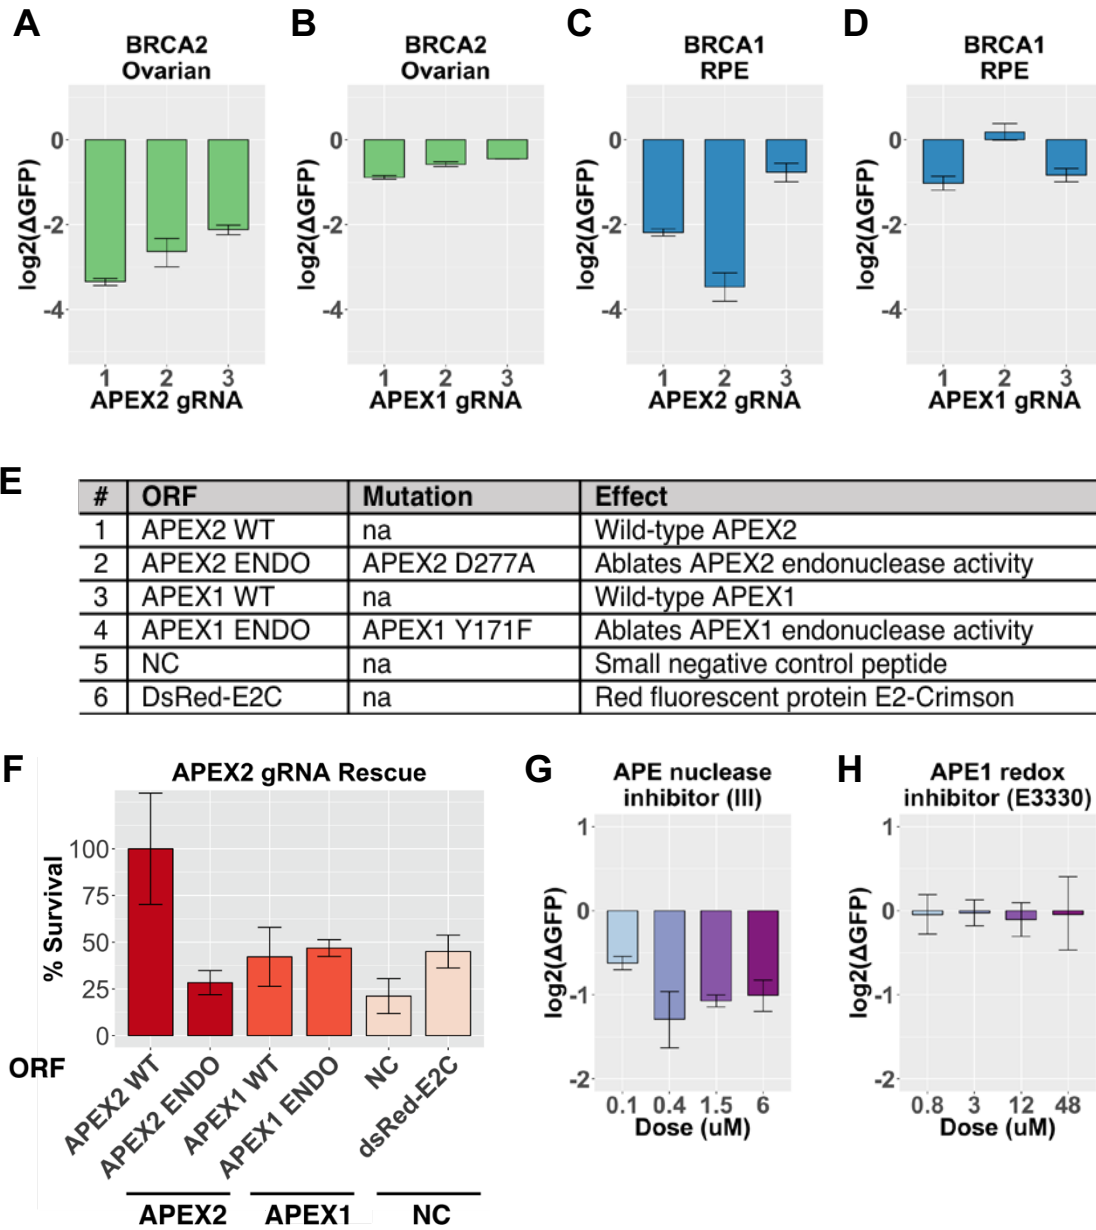 A
BRCA2
Ovarian
log2(ΔGFP)
0
-2
-4
1 2 3
APEX2 gRNA
B
BRCA2
Ovarian
log2(ΔGFP)
0
-2
-4
1 2 3
APEX1 gRNA
C
BRCA1
RPE
log2(ΔGFP)
0
-2
-4
1 2 3
APEX2 gRNA
D
BRCA1
RPE
log2(ΔGFP)
0
-2
-4
1 2 3
APEX1 gRNA
E
# ORF Mutation Effect
1 APEX2 WT na Wild-type APEX2
2 APEX2 ENDO APEX2 D277A Ablates APEX2 endonuclease activity
3 APEX1 WT na Wild-type APEX1
4 APEX1 ENDO APEX1 Y171F Ablates APEX1 endonuclease activity
5 NC na Small negative control peptide
6 DsRed-E2C na Red fluorescent protein E2-Crimson
F
APEX2 gRNA Rescue
% Survival
100
75
50
25
0
ORF
APEX2 WT
APEX2 ENDO
APEX1 WT
APEX1 ENDO
NC
dsRed-E2C
APEX2 APEX1 NC
G
APE nuclease
inhibitor (III)
log2(ΔGFP)
1
0
-1
-2
0.1 0.4 1.5 6
Dose (uM)
H
APE1 redox
inhibitor (E3330)
log2(ΔGFP)
1
0
-1
-2
0.8 3 12 48
Dose (uM)